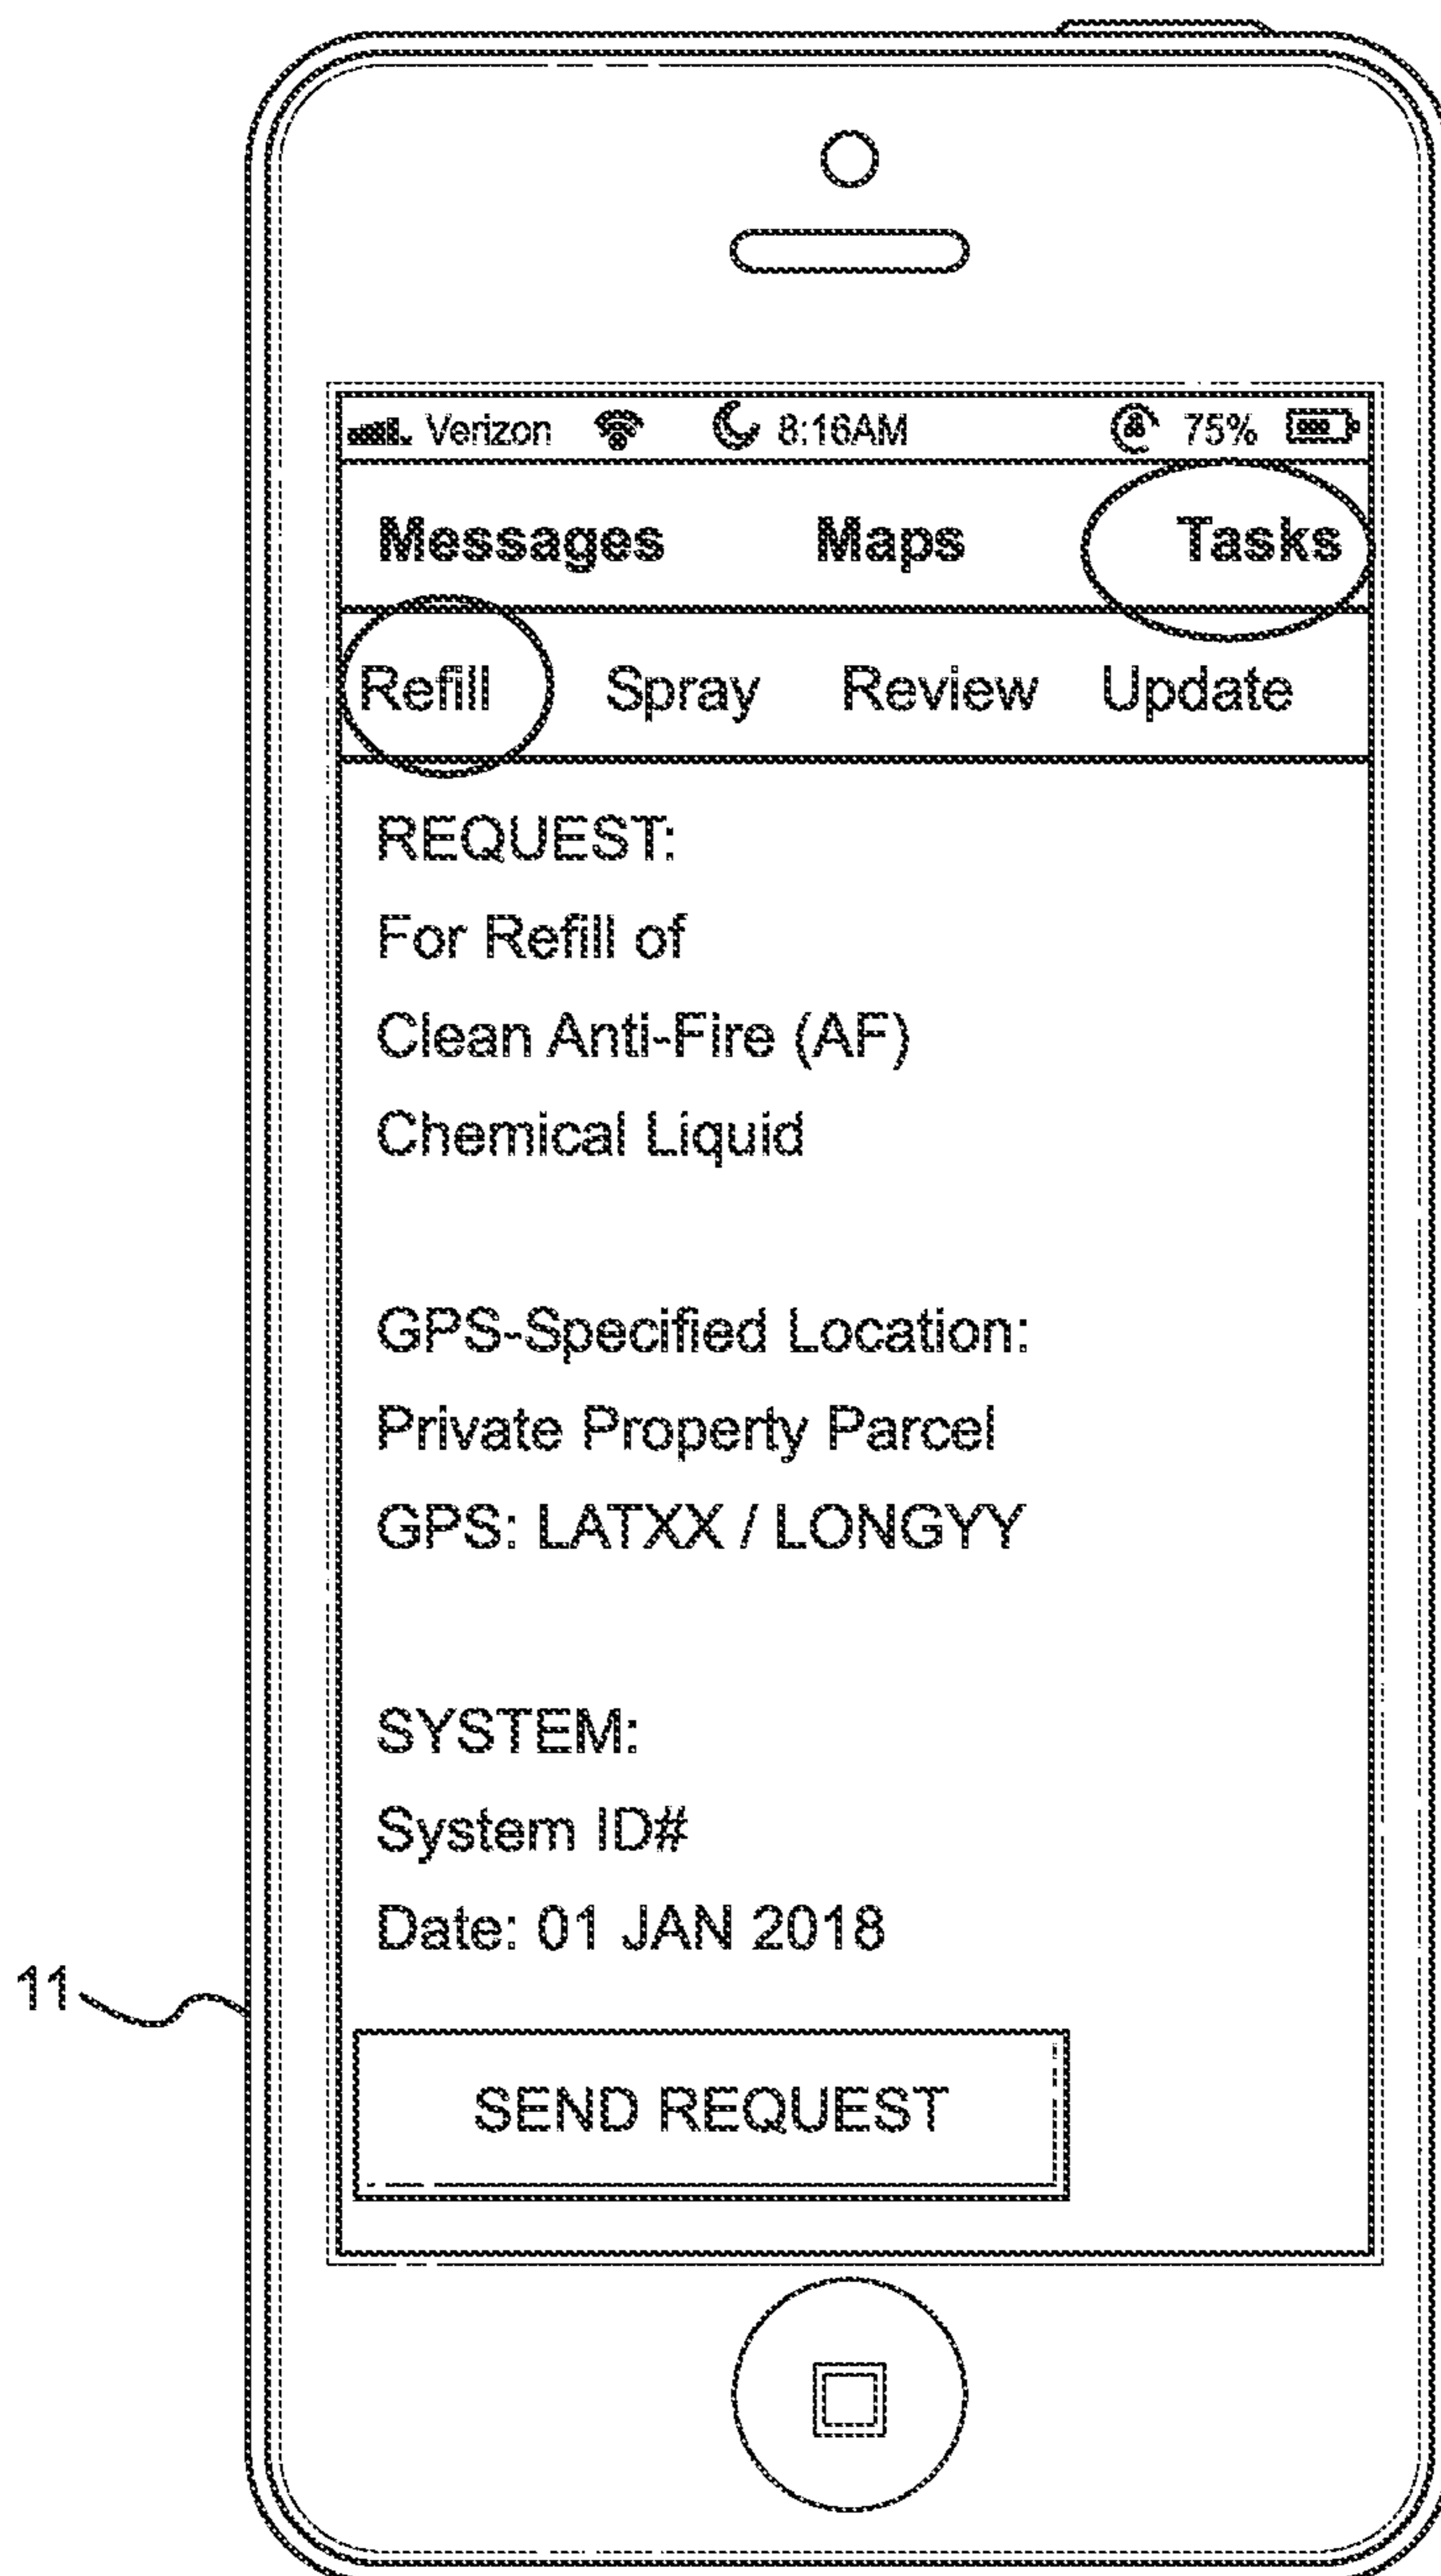 Verizon 8:16AM 75%
Messages Maps Tasks
Refill Spray Review Update
REQUEST:
For Refill of
Clean Anti-Fire (AF)
Chemical Liquid
GPS-Specified Location:
Private Property Parcel
GPS: LATXX / LONGYY
SYSTEM:
System ID#
Date: 01 JAN 2018
11
SEND REQUEST